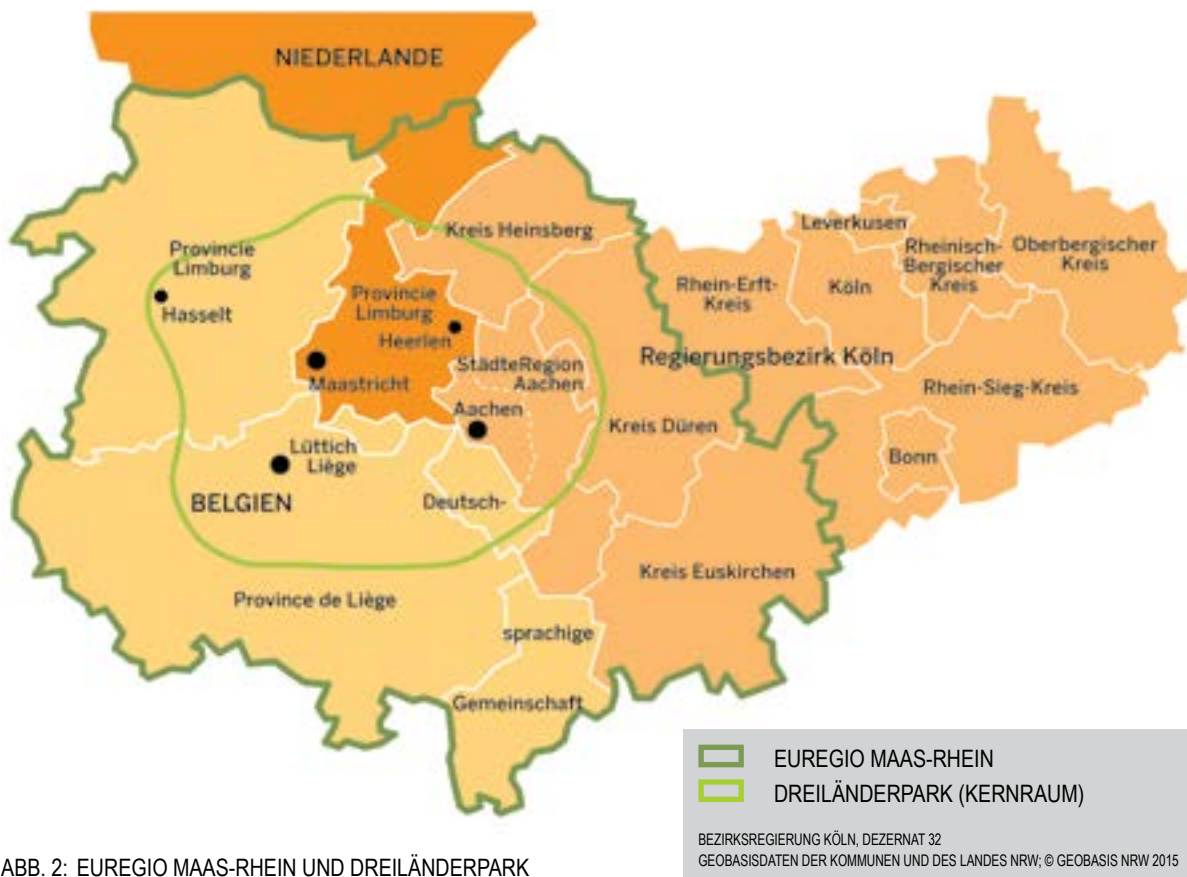 NIEDERLANDE
Kreis Heinsberg
Leverkusen
Rheinisch-
Bergischer
Kreis
Oberbergischer
Kreis
Provincie
Limburg
Hasselt
Provincie
Limburg
Heerlen
Rhein-Erft-
Kreis
Köln
Maastricht
StädteRegion
Aachen
Regierungsbezirk Köln
Rhein-Sieg-Kreis
Aachen
Kreis Düren
Bonn
Lüttich
Liège
BELGIEN
Deutsch-
Kreis Euskirchen
Province de Liège
sprachige
Gemeinschaft
EUREGIO MAAS-RHEIN
DREILÄNDERPARK (KERNRAUM)
BEZIRKSREGIERUNG KÖLN, DEZERNAT 32
GEOBASISDATEN DER KOMMUNEN UND DES LANDES NRW; © GEOBASIS NRW 2015
ABB. 2: EUREGIO MAAS-RHEIN UND DREILÄNDERPARK